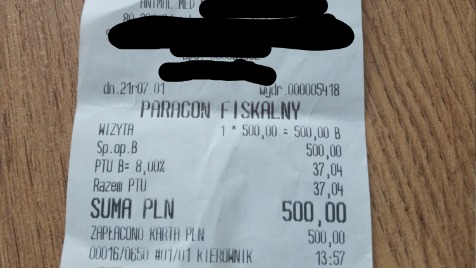 ANIMAL MED
dn.21r07.01 wydr.000005418
PARAGON FISKALNY
WIZYTA 1 * 500,00 = 500,00 B
Sp.op.B 500,00
PTU B= 8,00% 37,04
Razem PTU 37,04
SUMA PLN 500,00
ZAPŁACONO KARTA PLN 500,00
00016/0650 #01/01 KIEROWNIK 13:57